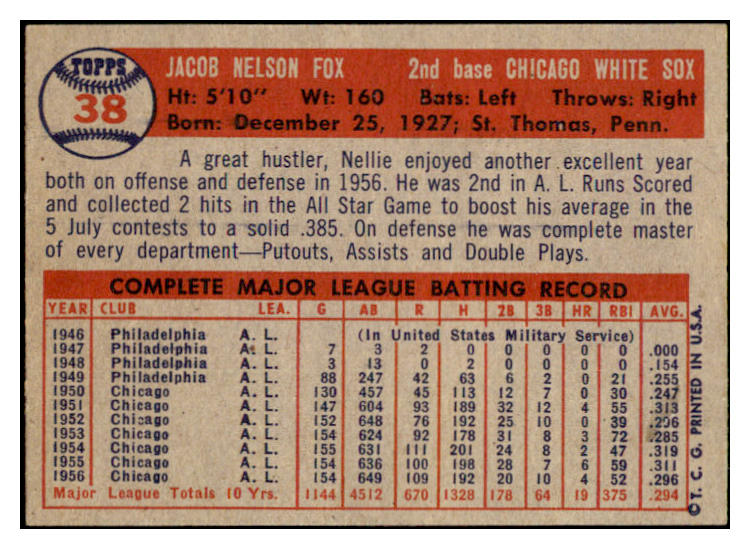 TOPPS
38
JACOB NELSON FOX 2nd base CHICAGO WHITE SOX
Ht: 5'10" Wt: 160 Bats: Left Throws: Right
Born: December 25, 1927; St. Thomas, Penn.
A great hustler, Nellie enjoyed another excellent year
both on offense and defense in 1956. He was 2nd in A. L. Runs Scored
and collected 2 hits in the All Star Game to boost his average in the
5 July contests to a solid .385. On defense he was complete master
of every department—Putouts, Assists and Double Plays.
COMPLETE MAJOR LEAGUE BATTING RECORD
YEAR CLUB LEA. G AB R H 2B 3B HR RBI AVG.
1946 Philadelphia A. L. (In United States Military Service)
1947 Philadelphia A. L. 7 3 2 0 0 0 0 0 .000
1948 Philadelphia A. L. 3 13 0 2 0 0 0 0 .154
1949 Philadelphia A. L. 88 247 42 63 6 2 0 21 .255
1950 Chicago A. L. 130 457 45 113 12 7 0 30 .247
1951 Chicago A. L. 147 604 93 189 32 12 4 55 .313
1952 Chicago A. L. 152 648 76 192 25 10 0 39 .296
1953 Chicago A. L. 154 624 92 178 31 8 3 72 .285
1954 Chicago A. L. 155 631 111 201 24 8 2 47 .319
1955 Chicago A. L. 154 636 100 198 28 7 6 59 .311
1956 Chicago A. L. 154 649 109 192 20 10 4 52 .296
Major League Totals 10 Yrs. 1144 4512 670 1328 178 64 19 375 .294
©T. C. G. PRINTED IN U.S.A.